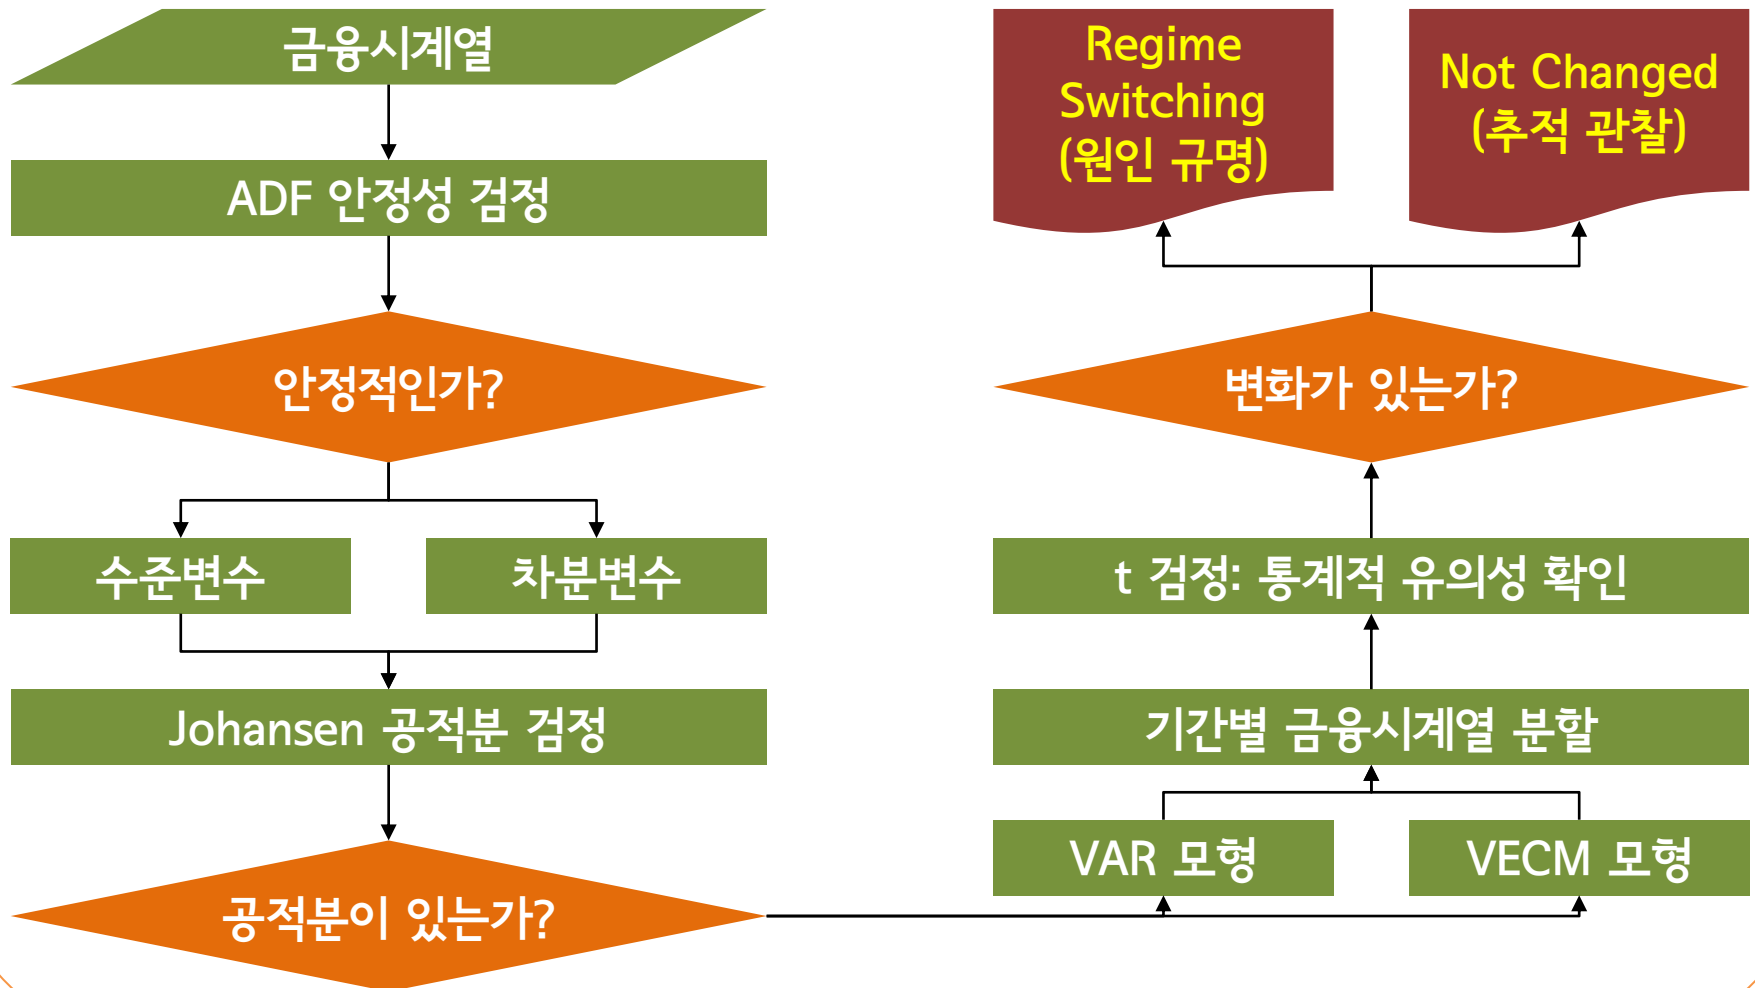 금융시계열
ADF 안정성 검정
안정적인가?
수준변수
차분변수
Johansen 공적분 검정
공적분이 있는가?
Regime
Switching
(원인 규명)
Not Changed
(추적 관찰)
변화가 있는가?
t 검정: 통계적 유의성 확인
기간별 금융시계열 분할
VAR 모형
VECM 모형